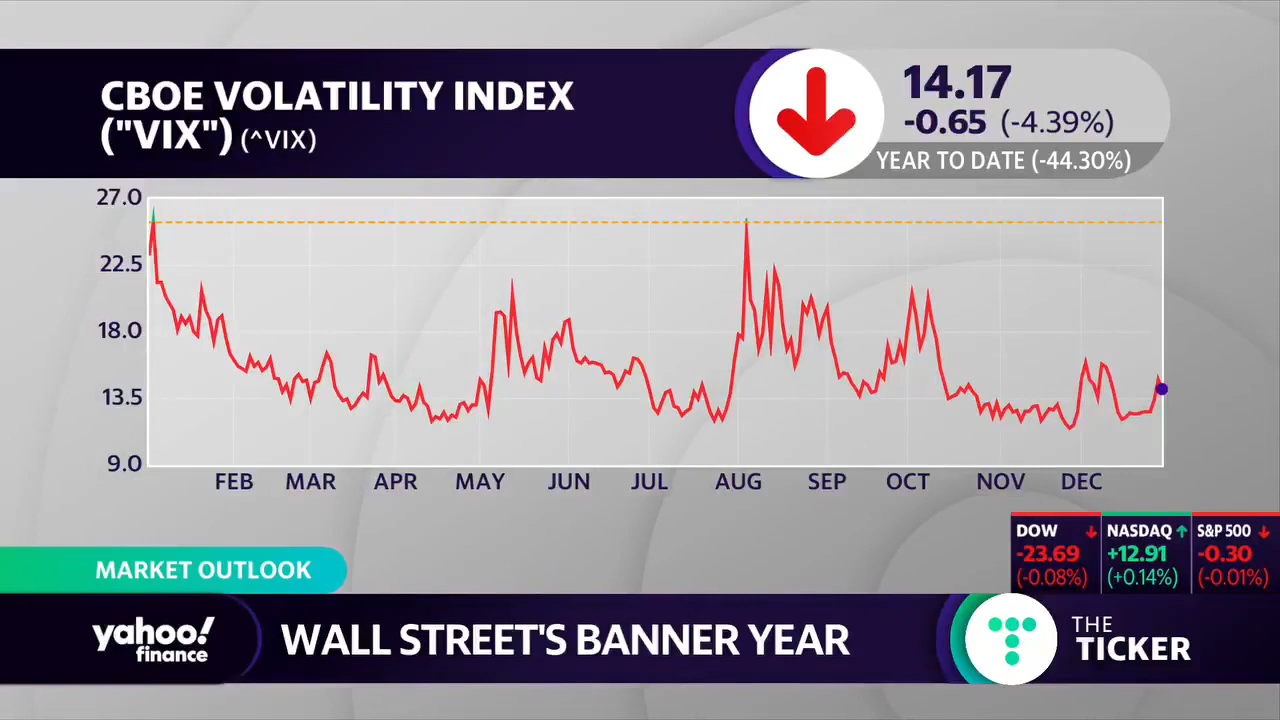 CBOE VOLATILITY INDEX
("VIX") (^VIX)
14.17
-0.65 (-4.39%)
YEAR TO DATE (-44.30%)
27.0
22.5
18.0
13.5
9.0
FEB MAR APR MAY JUN JUL AUG SEP OCT NOV DEC
DOW
-23.69
(-0.08%)
NASDAQ
+12.91
(+0.14%)
S&P 500
-0.30
(-0.01%)
MARKET OUTLOOK
yahoo!
finance
WALL STREET'S BANNER YEAR
THE
TICKER